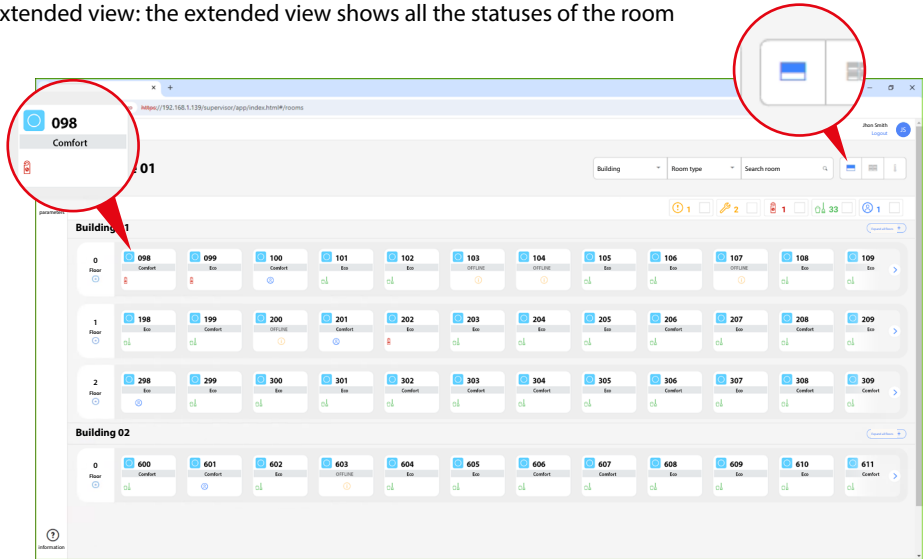 xtended view: the extended view shows all the statuses of the room
098
Comfort
https://192.168.1.139/supervisor/app/index.html#/rooms
Jhon Smith
Logout
JS
01
Building
Room type
Search room
parameters
1
2
1
33
1
Building 1
0
Floor
098
Comfort
099
Eco
100
Comfort
101
Eco
102
Eco
103
OFFLINE
104
OFFLINE
105
Eco
106
Eco
107
OFFLINE
108
Eco
109
Eco
1
Floor
198
Eco
199
Comfort
200
OFFLINE
201
Comfort
202
Eco
203
Eco
204
Eco
205
Eco
206
Comfort
207
Eco
208
Comfort
209
Eco
2
Floor
298
Eco
299
Comfort
300
Eco
301
Eco
302
Comfort
303
Comfort
304
Comfort
305
Eco
306
Comfort
307
Eco
308
Comfort
309
Comfort
Building 02
0
Floor
600
Comfort
601
Comfort
602
Eco
603
OFFLINE
604
Eco
605
Eco
606
Comfort
607
Comfort
608
Eco
609
Eco
610
Eco
611
Comfort
information